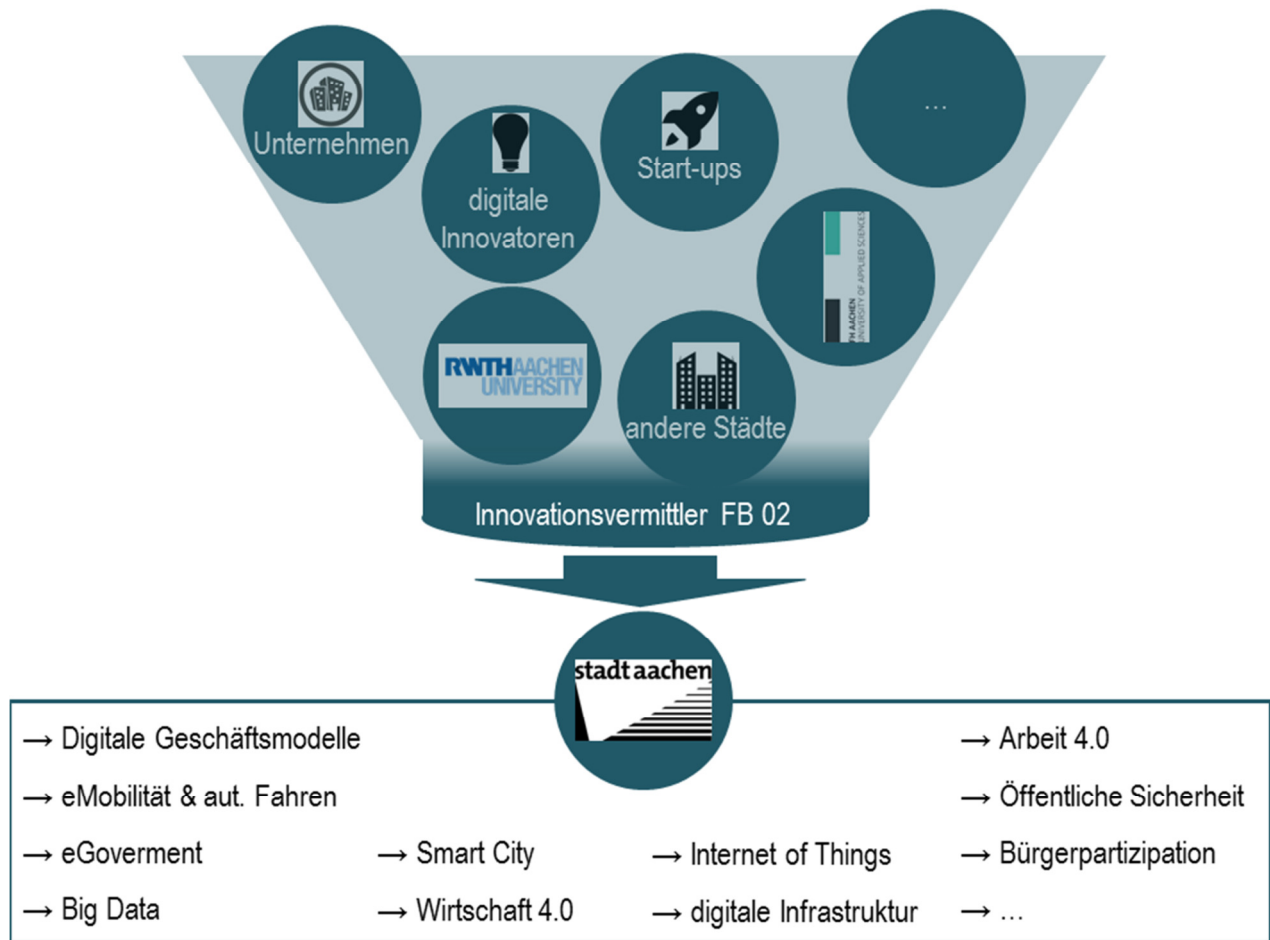 Unternehmen
digitale
Innovatoren
Start-ups
…
FH AACHEN
UNIVERSITY OF APPLIED SCIENCES
RWTHAACHEN
UNIVERSITY
andere Städte
Innovationsvermittler FB 02
stadt aachen
→ Digitale Geschäftsmodelle
→ eMobilität & aut. Fahren
→ eGoverment
→ Big Data
→ Smart City
→ Wirtschaft 4.0
→ Internet of Things
→ digitale Infrastruktur
→ Arbeit 4.0
→ Öffentliche Sicherheit
→ Bürgerpartizipation
→ …